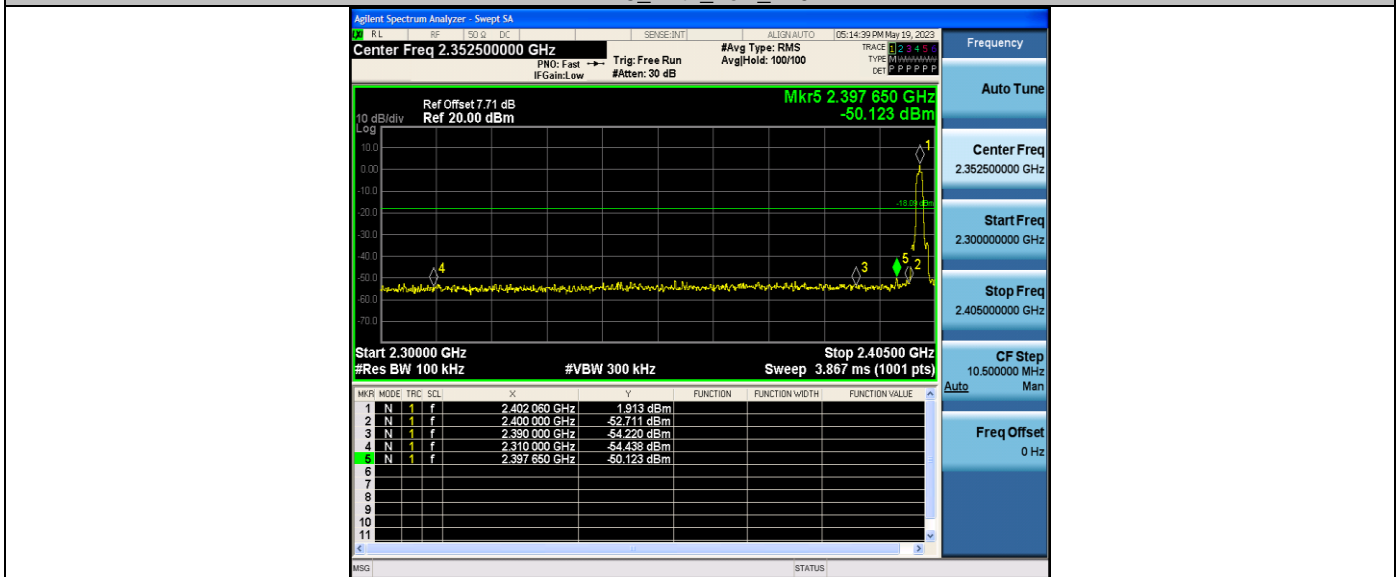 Agilent Spectrum Analyzer - Swept SA
RL RF 50 Ω DC SENSE:INT ALIGN AUTO 05:14:39 PM May 19, 2023
Center Freq 2.352500000 GHz
PNO: Fast
IFGain:Low
Trig: Free Run
#Atten: 30 dB
#Avg Type: RMS
Avg|Hold: 100/100
TRACE 1 2 3 4 5 6
TYPE M
DET P P P P P P
Ref Offset 7.71 dB
10 dB/div Ref 20.00 dBm
Log
Mkr5 2.397 650 GHz
-50.123 dBm
10.0
0.00
-10.0
-20.0
-30.0
-40.0
-50.0
-60.0
-70.0
-18.09 dBm
1
4
3
5
2
Start 2.30000 GHz Stop 2.40500 GHz
#Res BW 100 kHz #VBW 300 kHz Sweep 3.867 ms (1001 pts)
MKR MODE TRC SCL X Y FUNCTION FUNCTION WIDTH FUNCTION VALUE
1 N 1 f 2.402 060 GHz 1.913 dBm
2 N 1 f 2.400 000 GHz -52.711 dBm
3 N 1 f 2.390 000 GHz -54.220 dBm
4 N 1 f 2.310 000 GHz -54.438 dBm
5 N 1 f 2.397 650 GHz -50.123 dBm
6
7
8
9
10
11
MSG STATUS
Frequency
Auto Tune
Center Freq
2.352500000 GHz
Start Freq
2.300000000 GHz
Stop Freq
2.405000000 GHz
CF Step
10.500000 MHz
Auto Man
Freq Offset
0 Hz